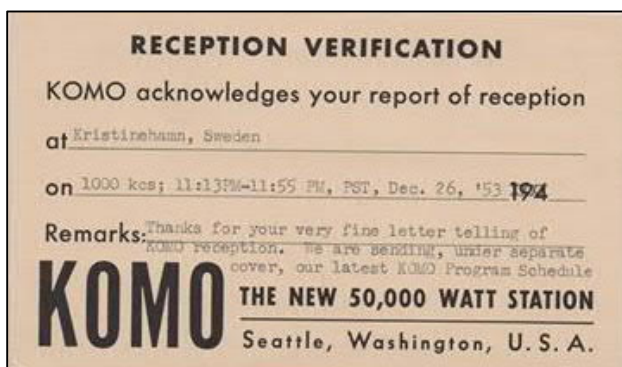 RECEPTION VERIFICATION
KOMO acknowledges your report of reception
at Kristinehamn, Sweden
on 1000 kcs; 11:13PM-11:55 PM, PST, Dec. 26, '53 194
Remarks: Thanks for your very fine letter telling of
KOMO reception. We are sending, under separate
cover, our latest KOMO Program Schedule
KOMO THE NEW 50,000 WATT STATION
Seattle, Washington, U. S. A.